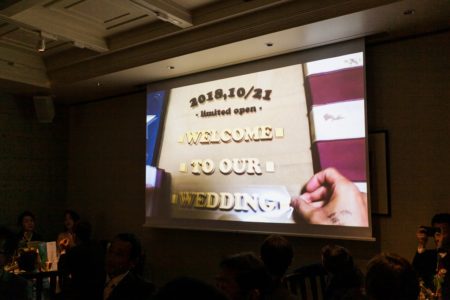 2018,10/21
· limited open ·
WELCOME
TO OUR
WEDDING!